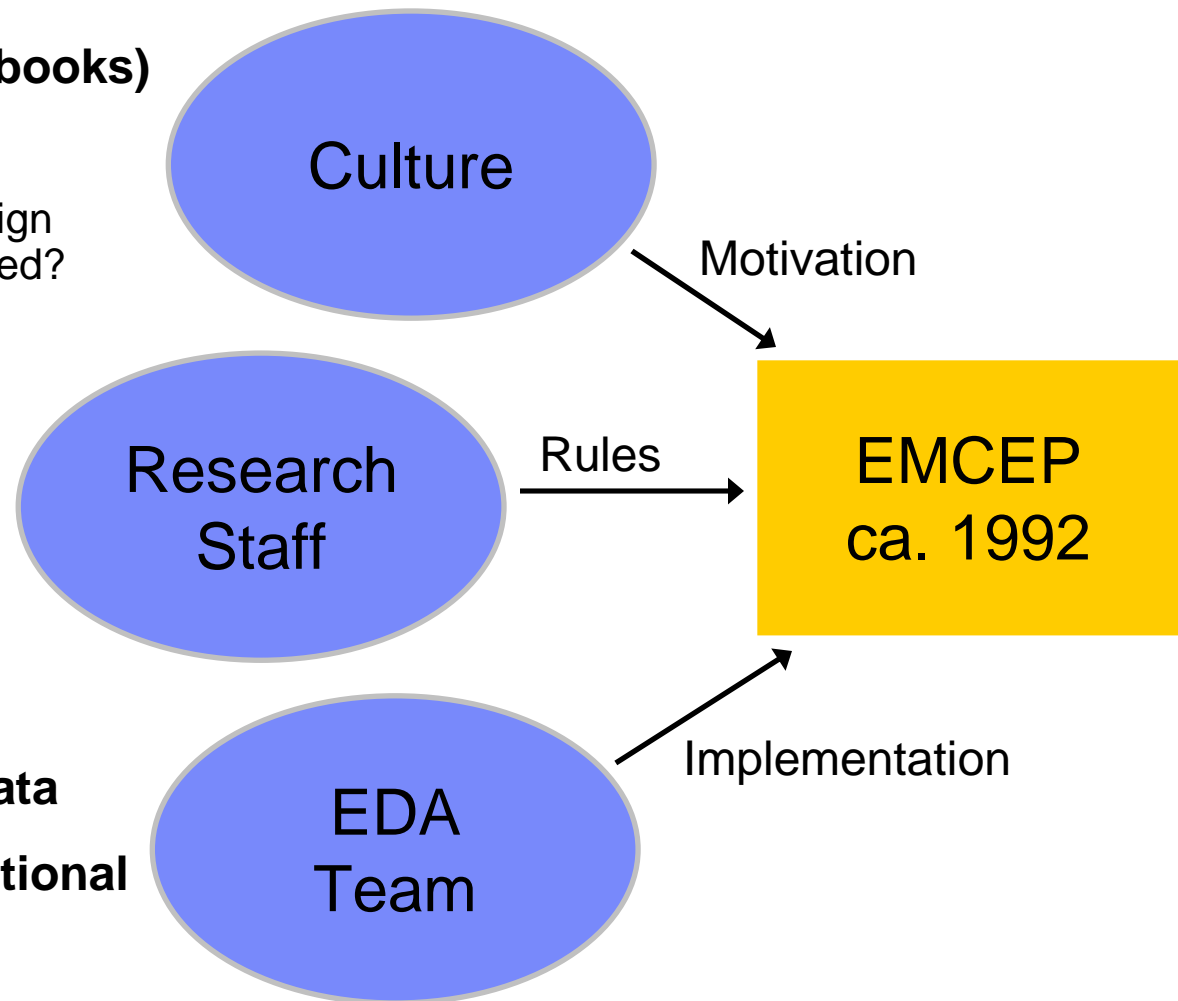 books)
Culture
ign
ed?
Motivation
Research
Staff
Rules
EMCEP
ca. 1992
Implementation
ata
EDA
Team
tional